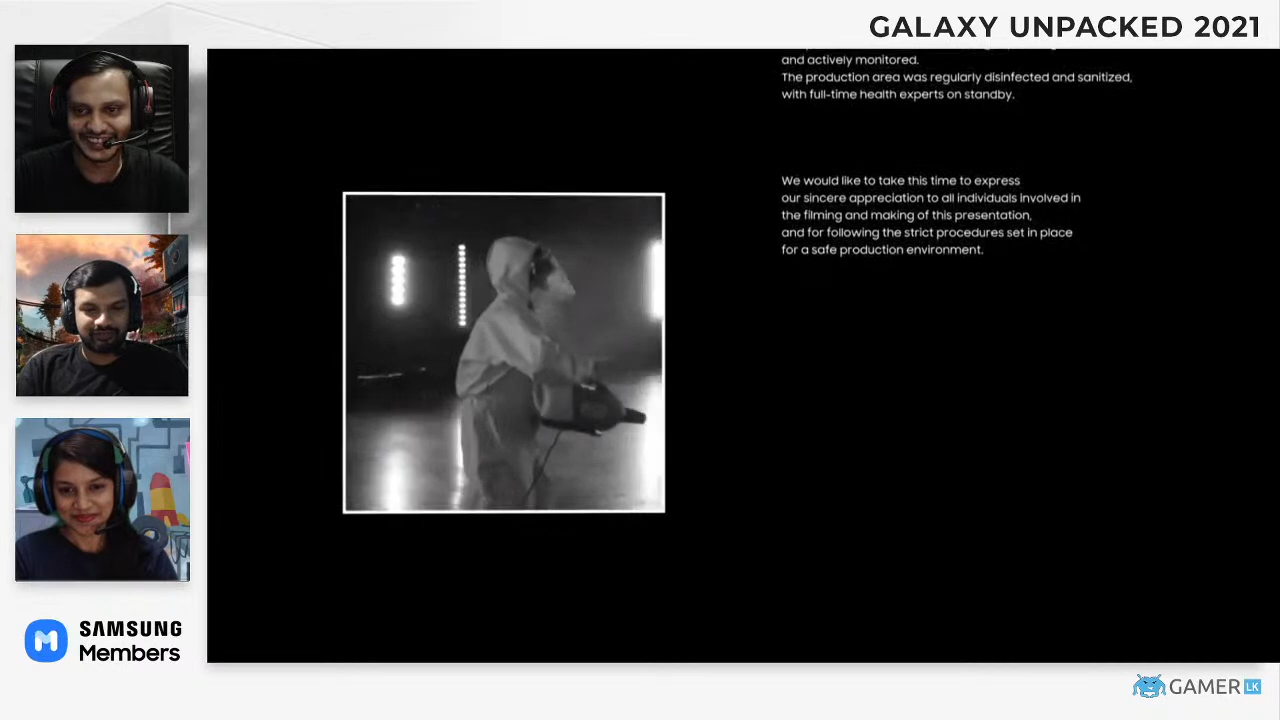 GALAXY UNPACKED 2021
and actively monitored.
The production area was regularly disinfected and sanitized,
with full-time health experts on standby.
We would like to take this time to express
our sincere appreciation to all individuals involved in
the filming and making of this presentation,
and for following the strict procedures set in place
for a safe production environment.
SAMSUNG
Members
GAMER LK